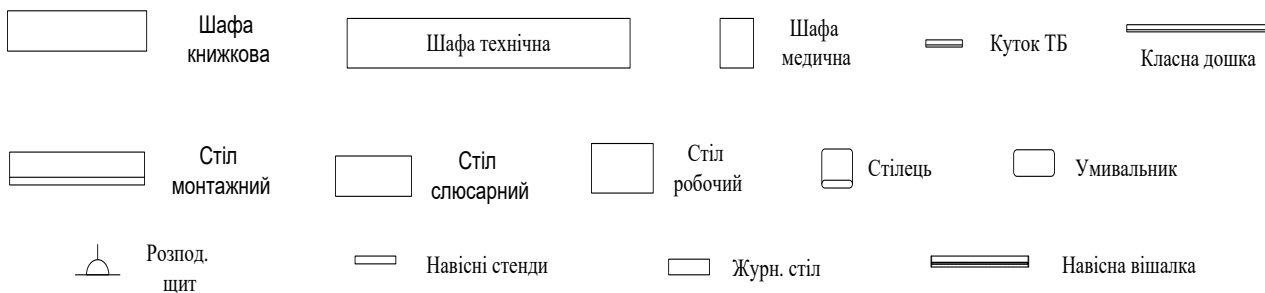 Шафа
книжкова
Шафа технічна
Шафа
медична
Куток ТБ
Класна дошка
Стіл
монтажний
Стіл
слюсарний
Стіл
робочий
Стілець
Умивальник
Розпод.
щит
Навісні стенди
Журн. стіл
Навісна вішалка